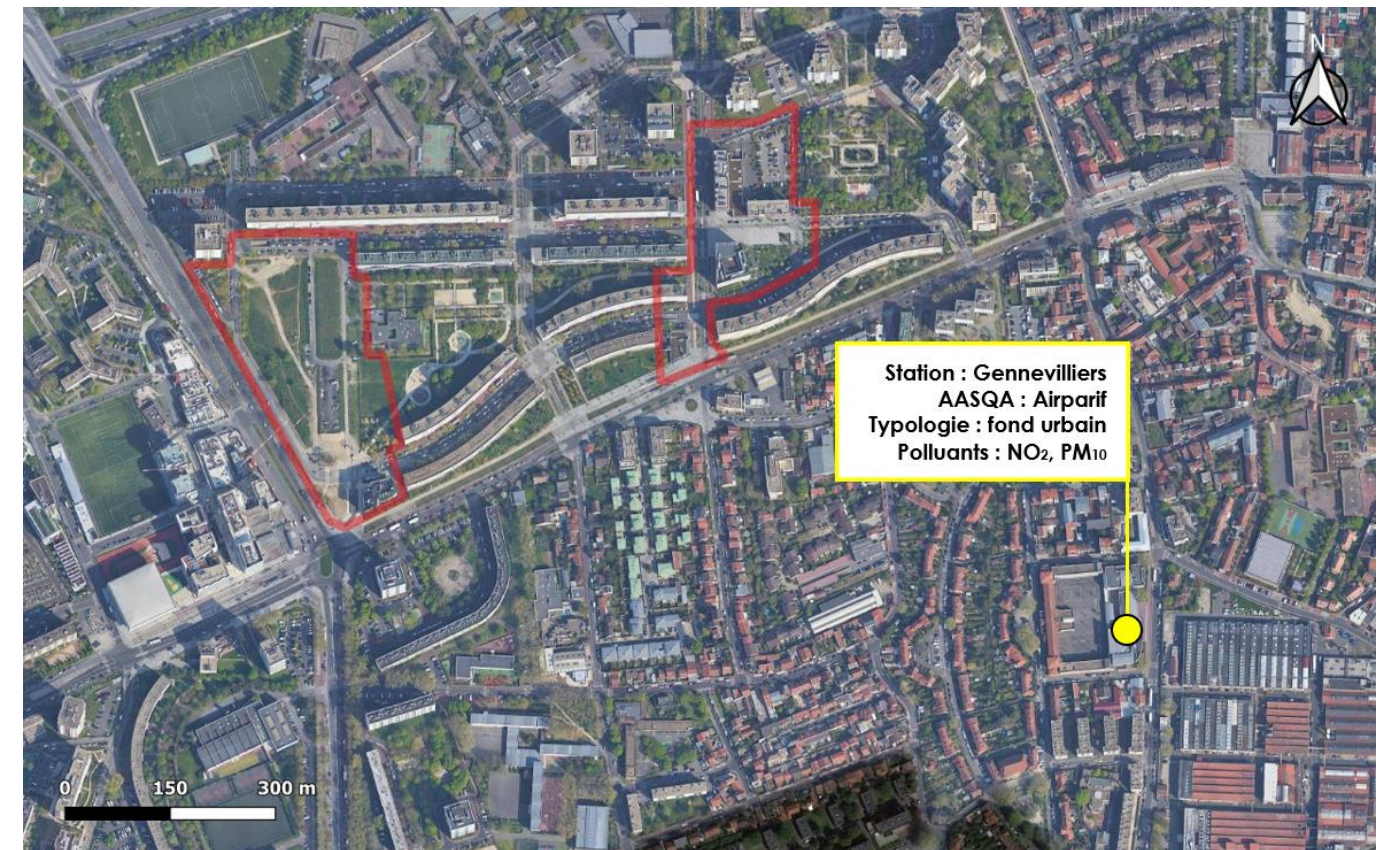 N
Station : Gennevilliers
AASQA : Airparif
Typologie : fond urbain
Polluants : NO₂, PM₁₀
0 150 300 m